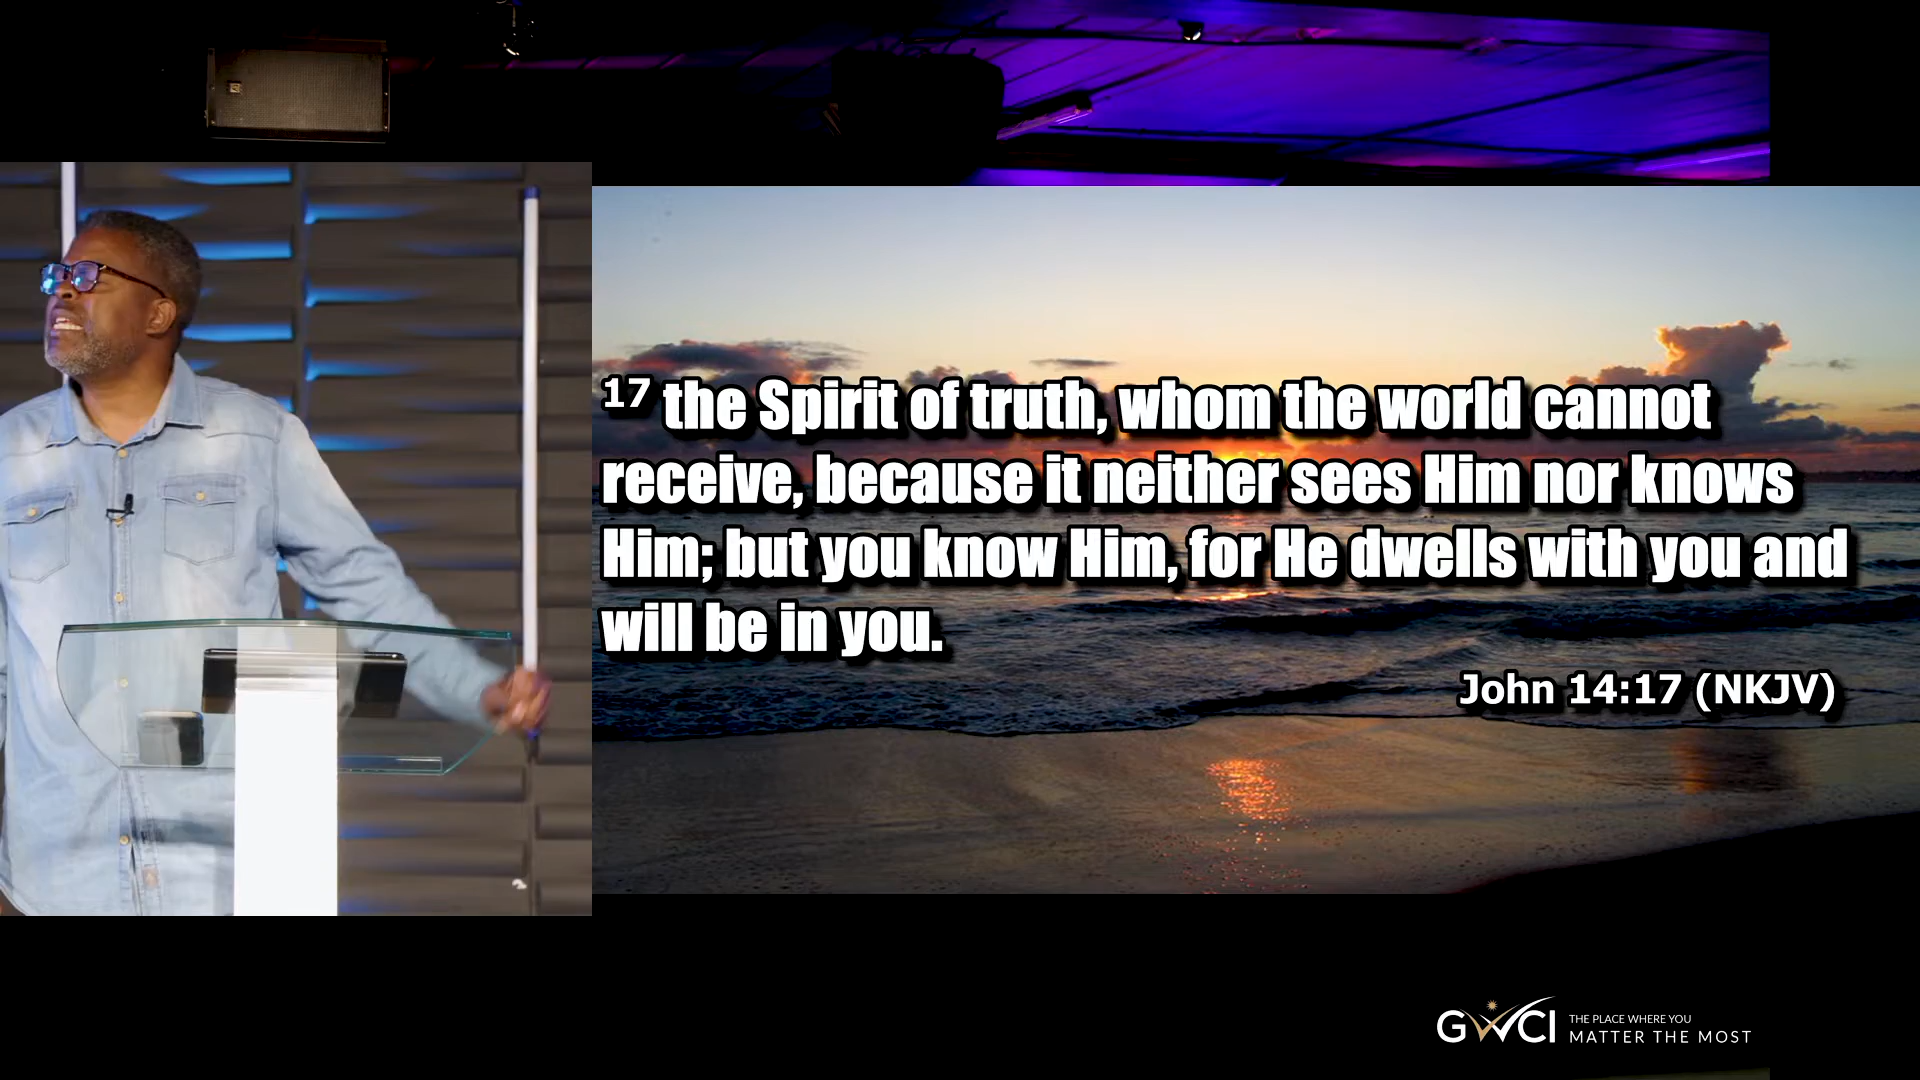 17 the Spirit of truth, whom the world cannot
receive, because it neither sees Him nor knows
Him; but you know Him, for He dwells with you and
will be in you.
John 14:17 (NKJV)
GWCI
THE PLACE WHERE YOU
MATTER THE MOST